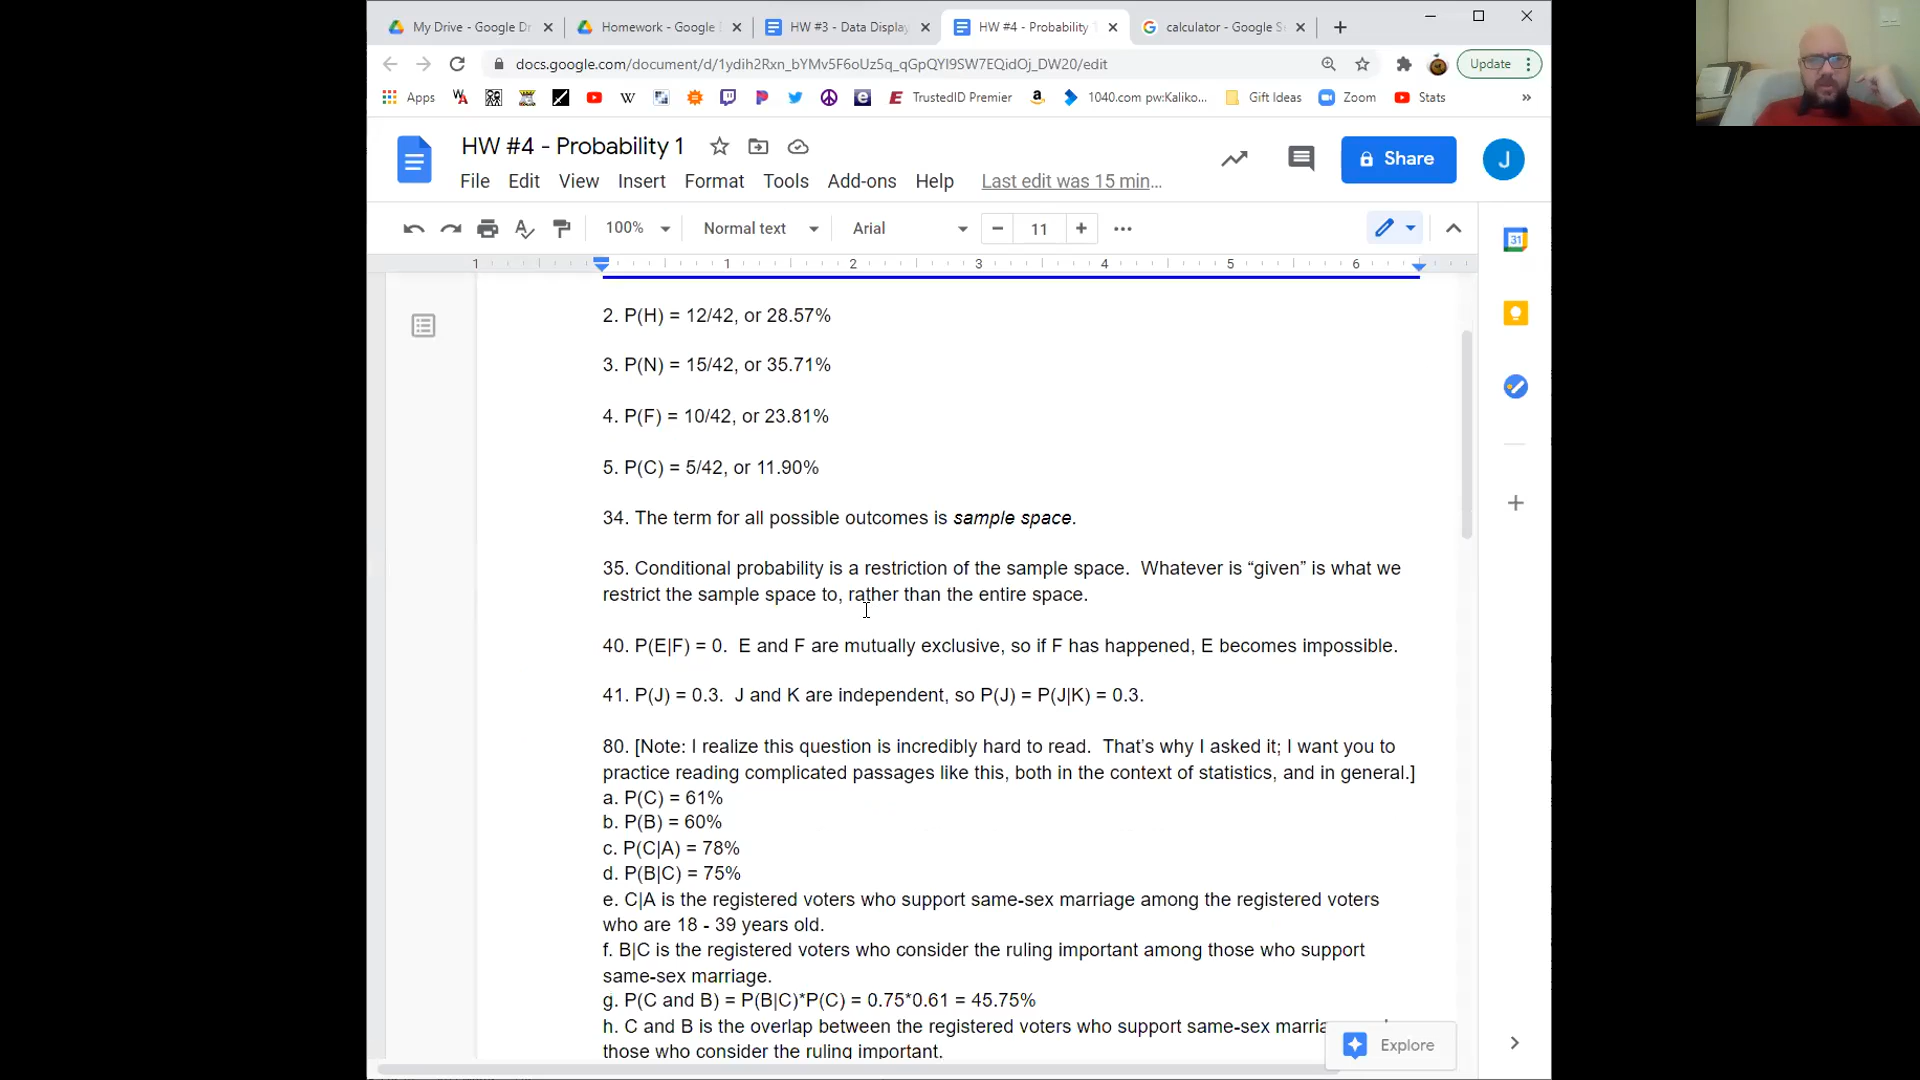 My Drive - Google Dr
Homework - Google
HW #3 - Data Display
HW #4 - Probability 1
calculator - Google Se
docs.google.com/document/d/1ydih2Rxn_bYMv5F6oUz5q_qGpQYI9SW7EQidOj_DW20/edit
Update
Apps
TrustedID Premier
1040.com pw:Kaliko...
Gift Ideas
Zoom
Stats
»
HW #4 - Probability 1
Share
J
File Edit View Insert Format Tools Add-ons Help Last edit was 15 min...
100% Normal text Arial 11
1 1 2 3 4 5 6
31
2. P(H) = 12/42, or 28.57%
3. P(N) = 15/42, or 35.71%
4. P(F) = 10/42, or 23.81%
5. P(C) = 5/42, or 11.90%
34. The term for all possible outcomes is sample space.
35. Conditional probability is a restriction of the sample space. Whatever is “given” is what we
restrict the sample space to, rather than the entire space.
40. P(E|F) = 0. E and F are mutually exclusive, so if F has happened, E becomes impossible.
41. P(J) = 0.3. J and K are independent, so P(J) = P(J|K) = 0.3.
80. [Note: I realize this question is incredibly hard to read. That’s why I asked it; I want you to
practice reading complicated passages like this, both in the context of statistics, and in general.]
a. P(C) = 61%
b. P(B) = 60%
c. P(C|A) = 78%
d. P(B|C) = 75%
e. C|A is the registered voters who support same-sex marriage among the registered voters
who are 18 - 39 years old.
f. B|C is the registered voters who consider the ruling important among those who support
same-sex marriage.
g. P(C and B) = P(B|C)*P(C) = 0.75*0.61 = 45.75%
h. C and B is the overlap between the registered voters who support same-sex marria
those who consider the ruling important.
Explore